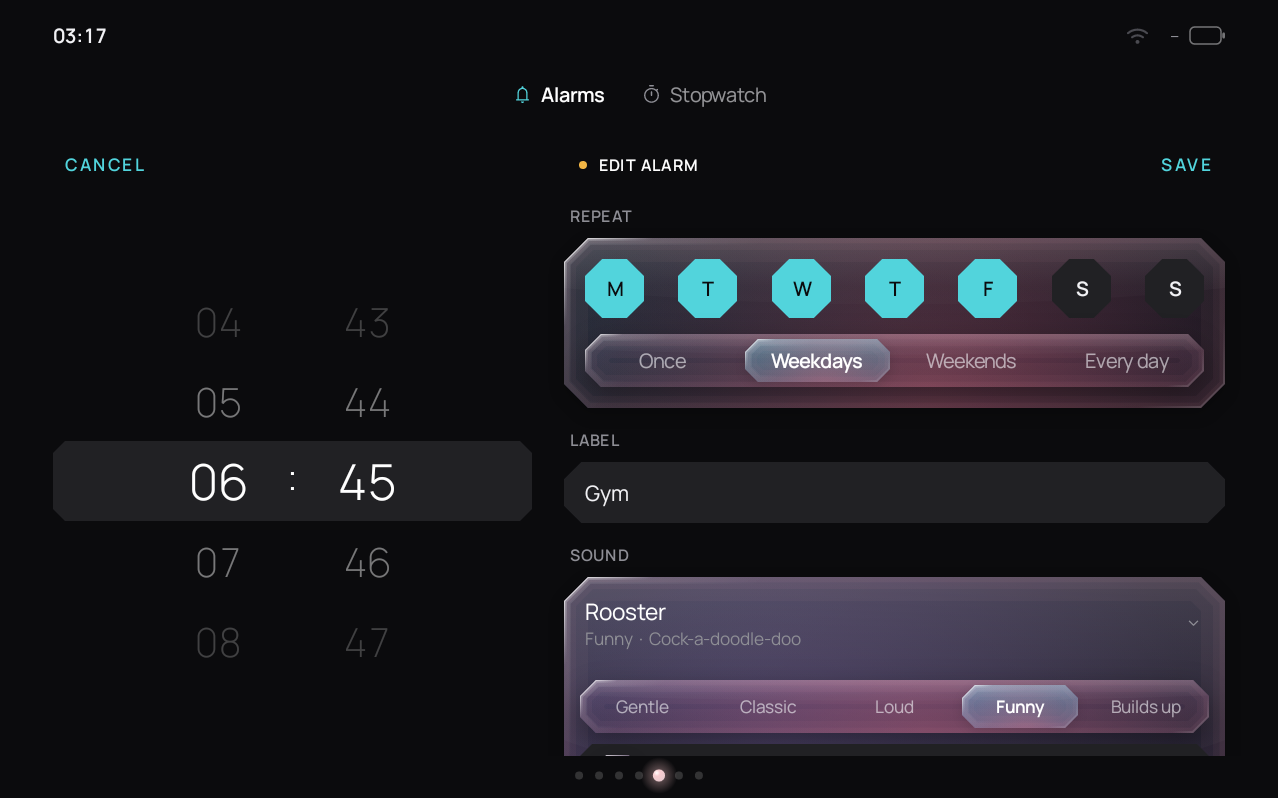 03:17
Alarms Stopwatch
CANCEL
EDIT ALARM
SAVE
04 43
05 44
06 : 45
07 46
08 47
REPEAT
M T W T F S S
Once Weekdays Weekends Every day
LABEL
Gym
SOUND
Rooster
Funny · Cock-a-doodle-doo
Gentle Classic Loud Funny Builds up